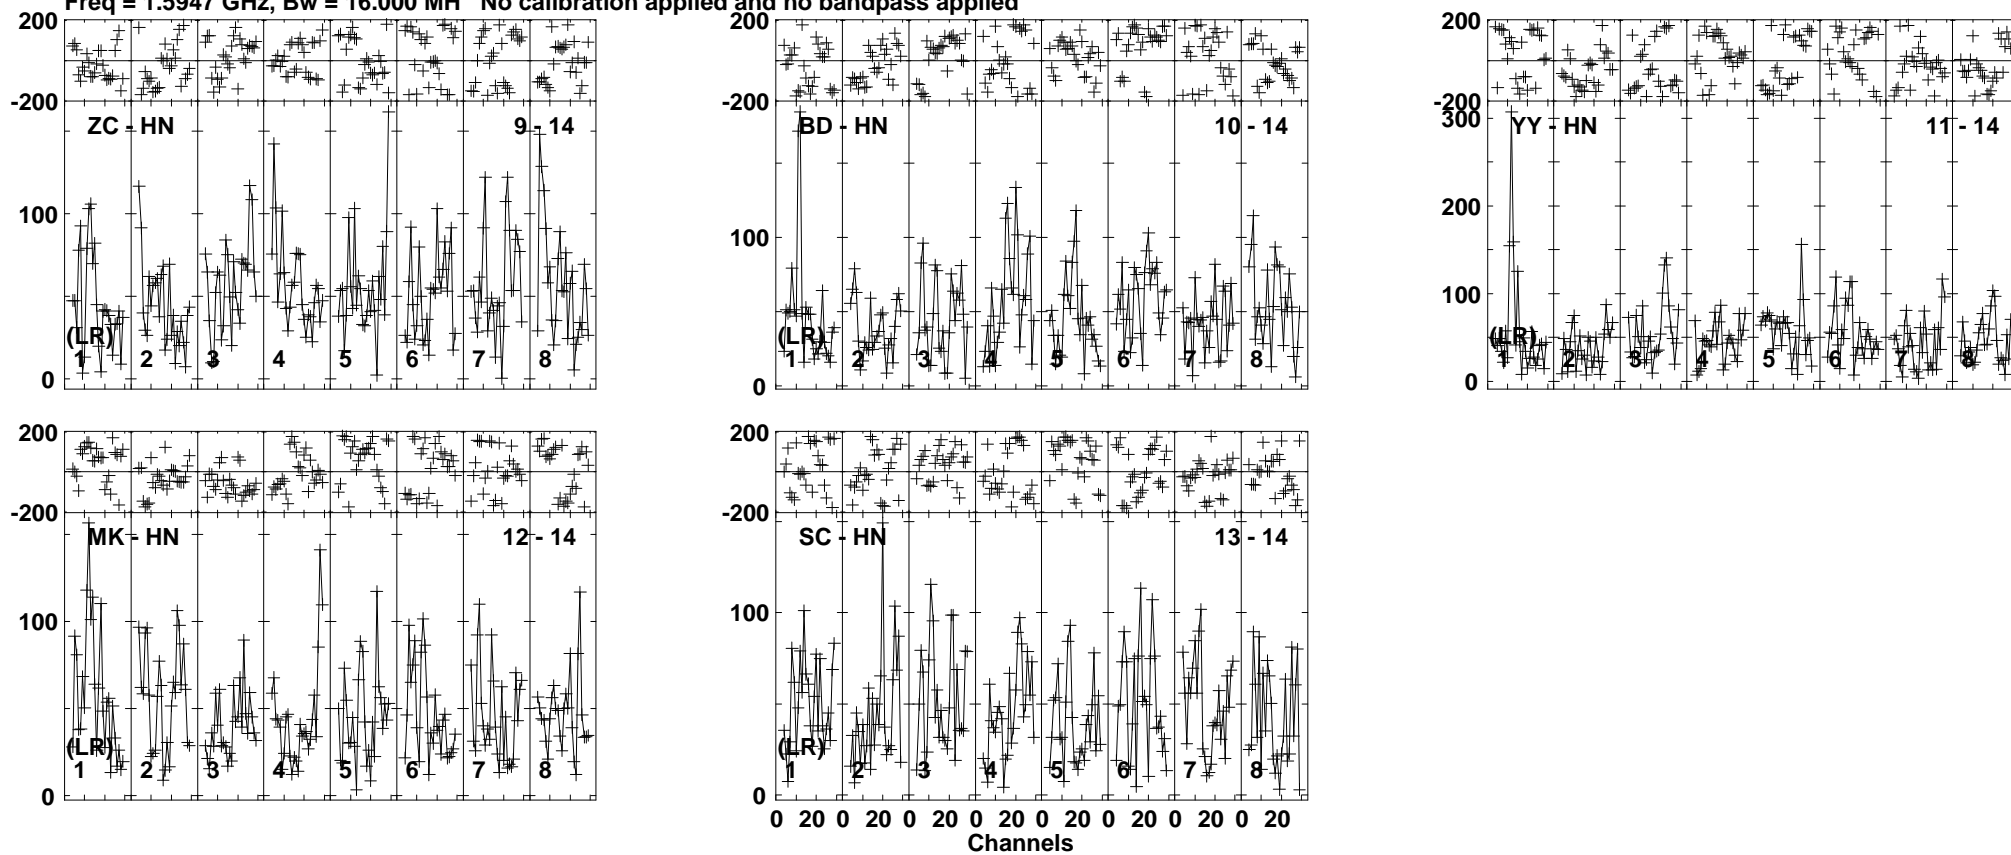 Freq = 1.5947 GHz, Bw = 16.000 MH No calibration applied and no bandpass applied
200
-200
ZC - HN 9 - 14
100
0
(LR)
1 2 3 4 5 6 7 8
200
-200
BD - HN 10 - 14
100
0
(LR)
1 2 3 4 5 6 7 8
200
-200
300
YY - HN 11 - 14
200
100
0
(LR)
1 2 3 4 5 6 7 8
200
-200
MK - HN 12 - 14
100
0
(LR)
1 2 3 4 5 6 7 8
200
-200
SC - HN 13 - 14
100
0
(LR)
1 2 3 4 5 6 7 8
0 20 0 20 0 20 0 20 0 20 0 20 0 20 0 20
Channels